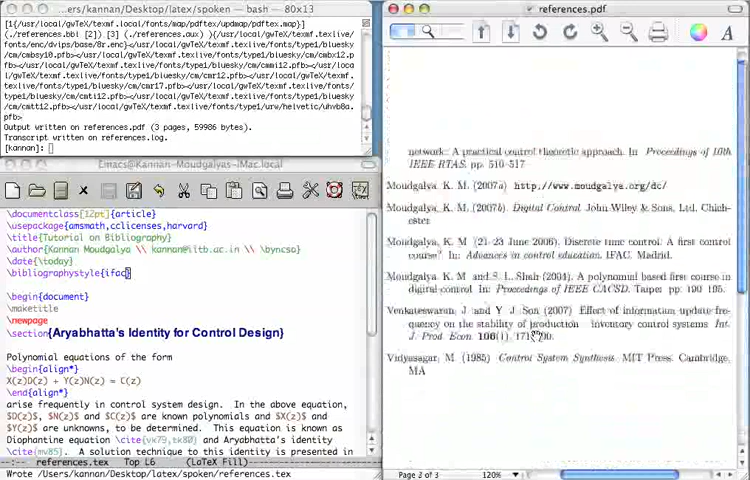 ...ers/kannan/Desktop/latex/spoken — bash — 80x13
[1{/usr/local/gwTeX/texmf.texlive/fonts/map/pdftex/updmap/pdftex.map}]
(./references.bbl [2]) [3] (./references.aux) ){/usr/local/gwTeX/texmf.texlive/
fonts/enc/dvips/base/8r.enc}</usr/local/gwTeX/texmf.texlive/fonts/type1/bluesky
/cm/cmbsy10.pfb></usr/local/gwTeX/texmf.texlive/fonts/type1/bluesky/cm/cmbx12.p
fb></usr/local/gwTeX/texmf.texlive/fonts/type1/bluesky/cm/cmmi12.pfb></usr/loca
l/gwTeX/texmf.texlive/fonts/type1/bluesky/cm/cmr12.pfb></usr/local/gwTeX/texmf.
texlive/fonts/type1/bluesky/cm/cmr17.pfb></usr/local/gwTeX/texmf.texlive/fonts/
type1/bluesky/cm/cmsy10.pfb></usr/local/gwTeX/texmf.texlive/fonts/type1/bluesky
/cm/cmtt12.pfb></usr/local/gwTeX/texmf.texlive/fonts/type1/urw/helvetic/uhvb8a.
pfb>
Output written on references.pdf (3 pages, 59986 bytes).
Transcript written on references.log.
[kannan]:
Emacs@Kannan-Moudgalyas-iMac.local
\documentclass[12pt]{article}
\usepackage{amsmath,cclicenses,harvard}
\title{Tutorial on Bibliography}
\author{Kannan Moudgalya \\ kannan@iitb.ac.in \\ \byncsa}
\date{\today}
\bibliographystyle{ifac}
\begin{document}
\maketitle
\newpage
\section{Aryabhatta's Identity for Control Design}
Polynomial equations of the form
\begin{align*}
X(z)D(z) + Y(z)N(z) = C(z)
\end{align*}
arise frequently in control system design. In the above equation,
$D(z)$, $N(z)$ and $C(z)$ are known polynomials and $X(z)$ and
$Y(z)$ are unknowns, to be determined. This equation is known as
Diophantine equation \cite{vk79,tk80} and Aryabhatta's identity
\cite{mv85}. A solution technique to this identity is presented in
references.tex Top L6 (LaTeX Fill)
Wrote /Users/kannan/Desktop/latex/spoken/references.tex
references.pdf
network: A practical control theoretic approach. In Proceedings of 10th
IEEE RTAS. pp. 510–517
Moudgalya, K. M. (2007a) http://www.moudgalya.org/dc/
Moudgalya, K. M. (2007b). Digital Control. John Wiley & Sons, Ltd. Chich-
ester
Moudgalya, K. M (21–23 June 2006). Discrete time control: A first control
course? In: Advances in control education. IFAC. Madrid.
Moudgalya, K. M and S. L. Shah (2004). A polynomial based first course in
digital control In: Proceedings of IEEE CACSD. Taipei. pp. 190–195.
Venkateswaran, J and Y J Son (2007) Effect of information update fre-
quency on the stability of production inventory control systems Int.
J. Prod Econ. 106(1), 171
Vidyasagar, M. (1985) Control System Synthesis. MIT Press. Cambridge,
MA
Page 3 of 3 120%